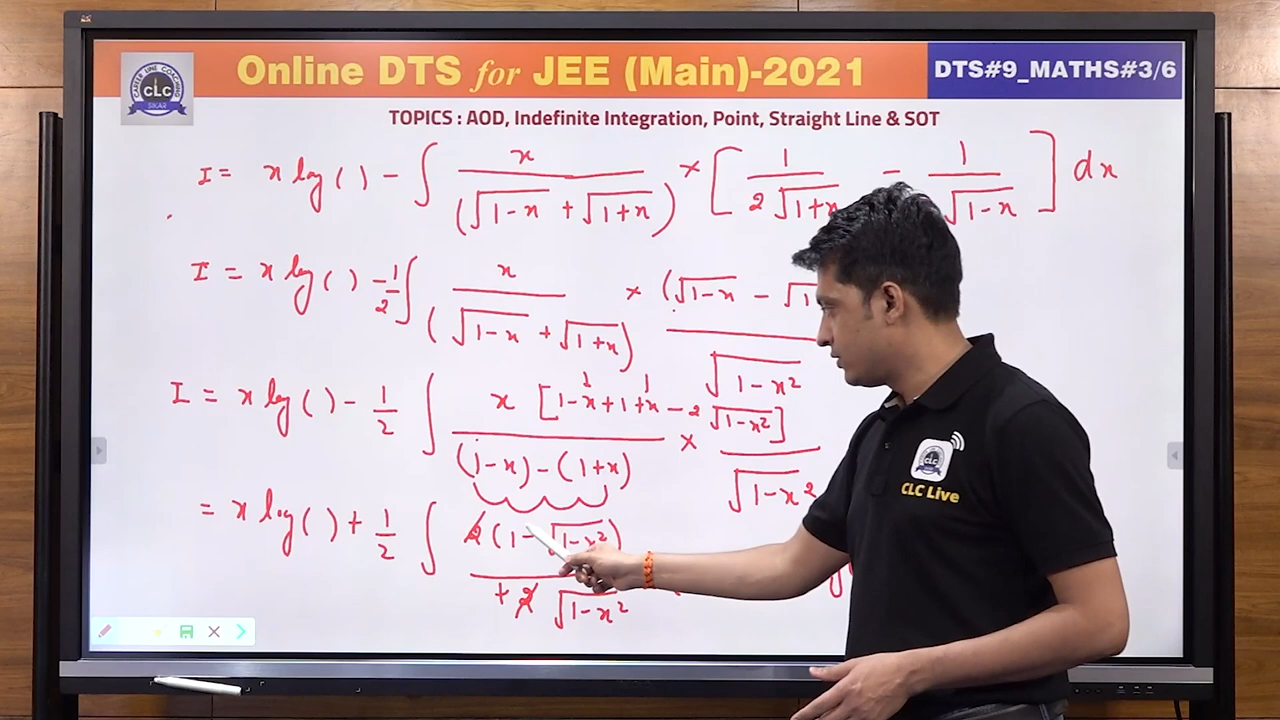 Online DTS for JEE (Main)-2021
DTS#9_MATHS#3/6
CAREER LINE COACHING
CLC
SIKAR
TOPICS : AOD, Indefinite Integration, Point, Straight Line & SOT
I = x log ( ) - ∫ x / (√1-x + √1+x) × [ 1 / 2√1+x - 1 / √1-x ] dx
I = x log ( ) - 1/2 ∫ x / (√1-x + √1+x) × (√1-x - √1 / √1-x²
I = x log ( ) - 1/2 ∫ x [1-x+1+x-2 √1-x²] / (1-x) - (1+x) × 1 / √1-x²
= x log ( ) + 1/2 ∫ 2(1-√1-x²) / +2 √1-x²
CLC
CLC Live